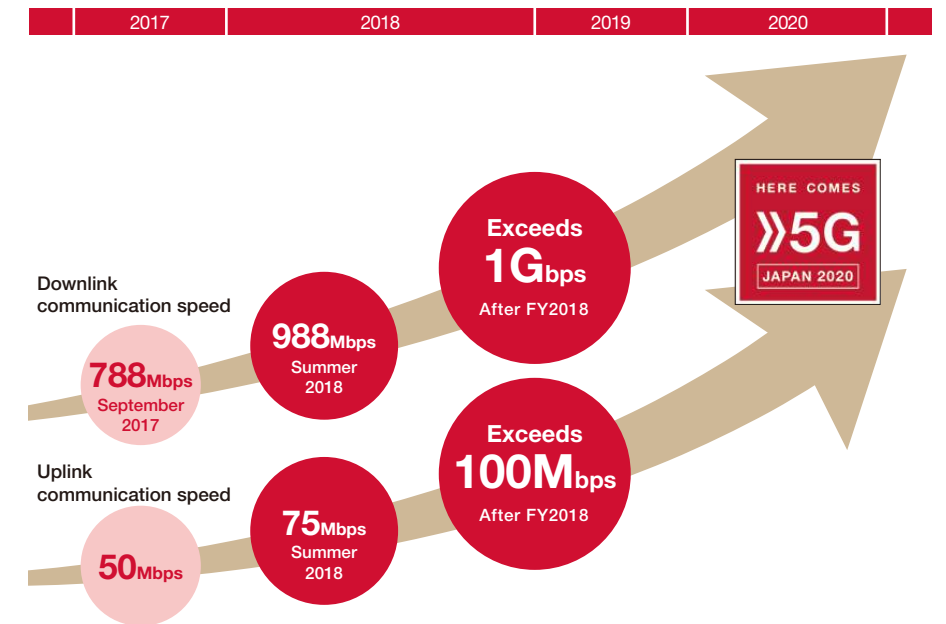 2017
2018
2019
2020
HERE COMES
5G
JAPAN 2020
Downlink
communication speed
788Mbps
September
2017
988Mbps
Summer
2018
Exceeds
1Gbps
After FY2018
Uplink
communication speed
50Mbps
75Mbps
Summer
2018
Exceeds
100Mbps
After FY2018